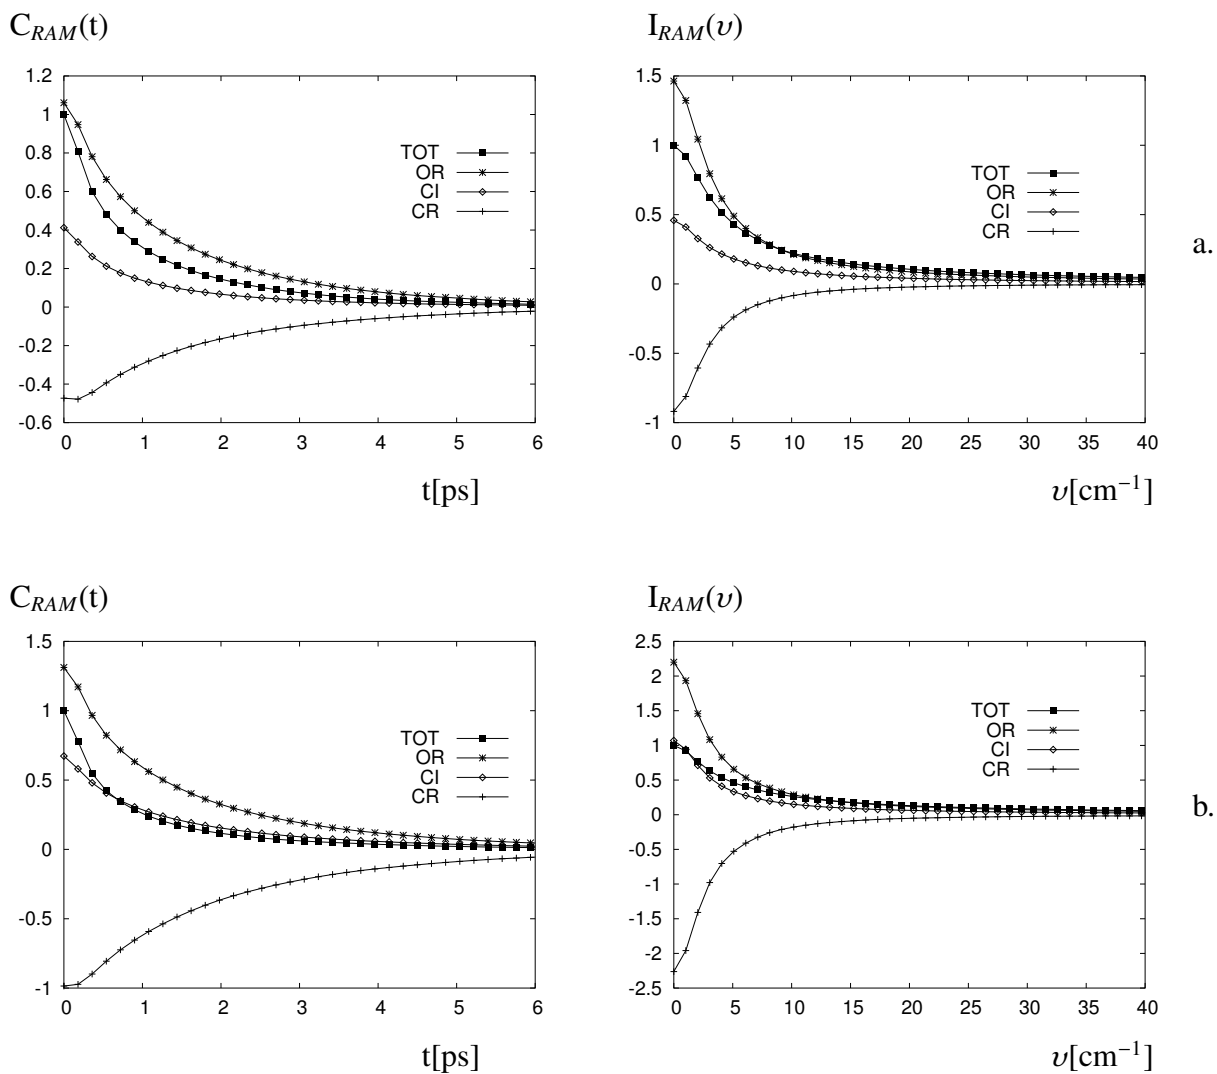 C_RAM(t)
1.2
1
0.8
0.6
0.4
0.2
0
-0.2
-0.4
-0.6
0 1 2 3 4 5 6
TOT
OR
CI
CR
t[ps]
I_RAM(υ)
1.5
1
0.5
0
-0.5
-1
0 5 10 15 20 25 30 35 40
TOT
OR
CI
CR
υ[cm⁻¹]
a.
C_RAM(t)
1.5
1
0.5
0
-0.5
-1
0 1 2 3 4 5 6
TOT
OR
CI
CR
t[ps]
I_RAM(υ)
2.5
2
1.5
1
0.5
0
-0.5
-1
-1.5
-2
-2.5
0 5 10 15 20 25 30 35 40
TOT
OR
CI
CR
υ[cm⁻¹]
b.